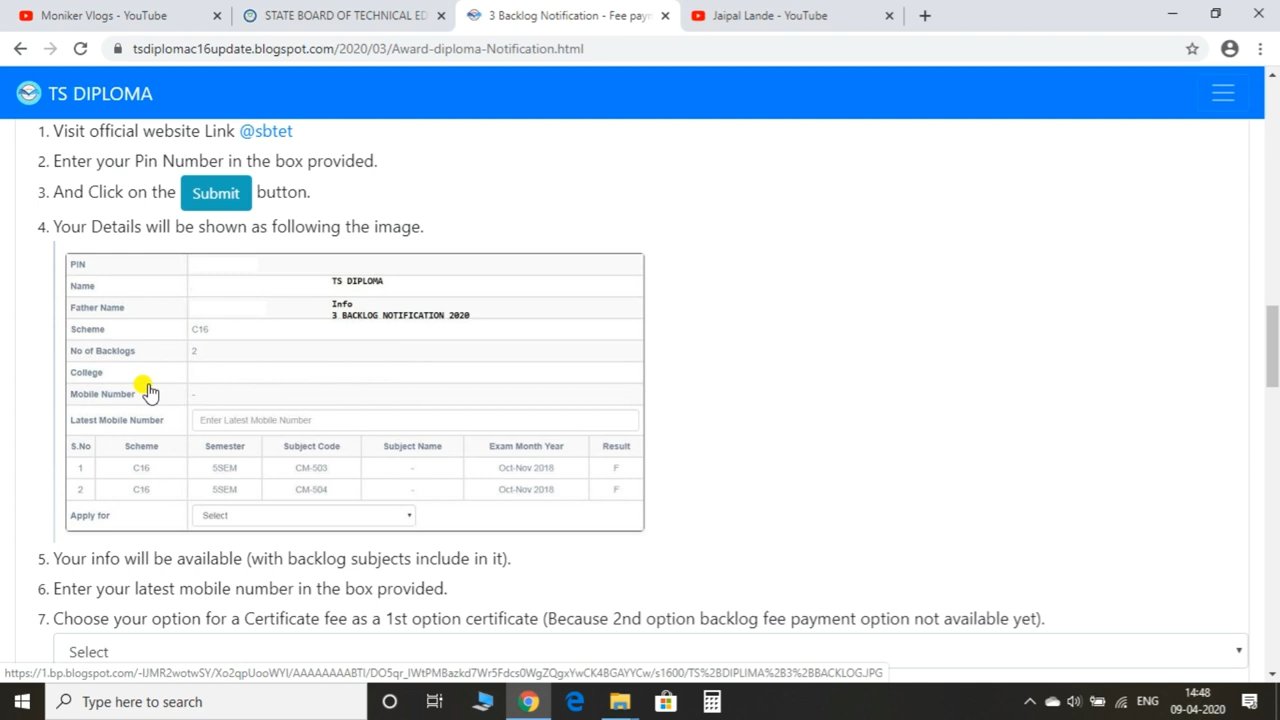 Moniker Vlogs - YouTube
STATE BOARD OF TECHNICAL ED
3 Backlog Notification - Fee paym
Jaipal Lande - YouTube
tsdiplomac16update.blogspot.com/2020/03/Award-diploma-Notification.html
TS DIPLOMA
1. Visit official website Link @sbtet
2. Enter your Pin Number in the box provided.
3. And Click on the Submit button.
4. Your Details will be shown as following the image.
PIN
Name TS DIPLOMA
Father Name Info
3 BACKLOG NOTIFICATION 2020
Scheme C16
No of Backlogs 2
College
Mobile Number -
Latest Mobile Number Enter Latest Mobile Number
S.No Scheme Semester Subject Code Subject Name Exam Month Year Result
1 C16 5SEM CM-503 - Oct-Nov 2018 F
2 C16 5SEM CM-504 - Oct-Nov 2018 F
Apply for Select
5. Your info will be available (with backlog subjects include in it).
6. Enter your latest mobile number in the box provided.
7. Choose your option for a Certificate fee as a 1st option certificate (Because 2nd option backlog fee payment option not available yet).
Select
Type here to search
ENG
14:48
09-04-2020